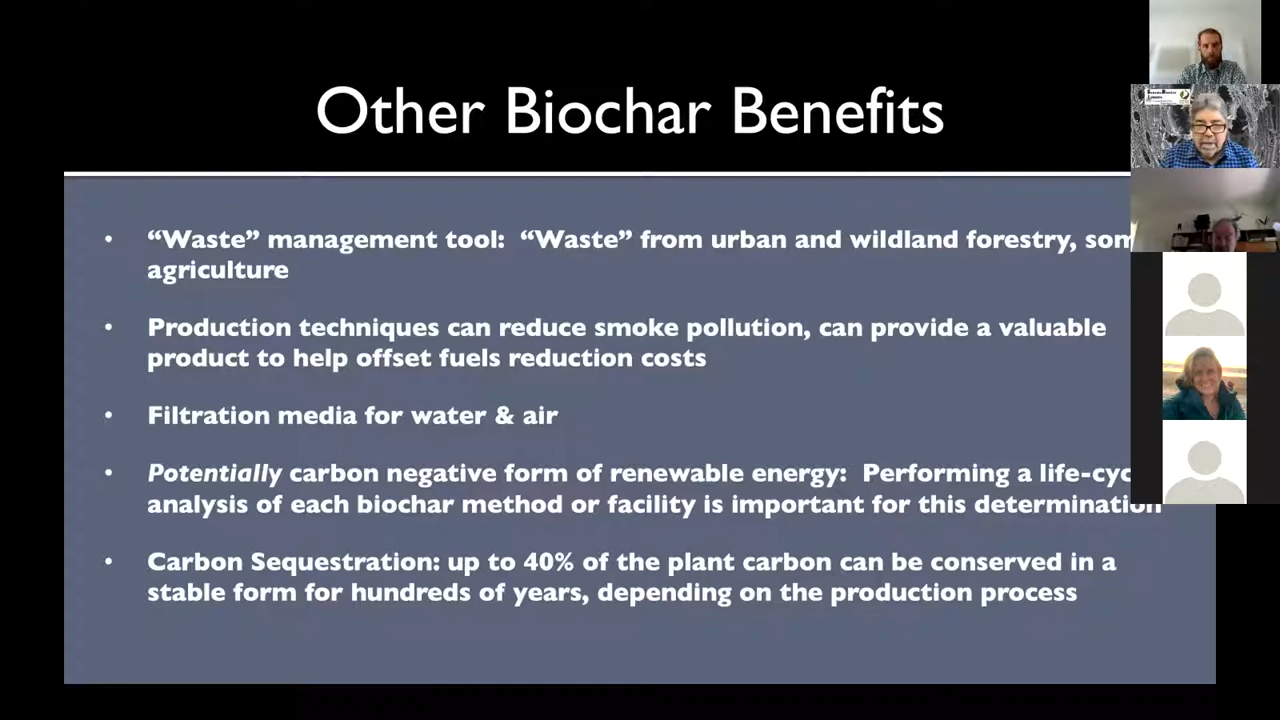 Other Biochar Benefits
• “Waste” management tool: “Waste” from urban and wildland forestry,
agriculture
• Production techniques can reduce smoke pollution, can provide a valuable
product to help offset fuels reduction costs
• Filtration media for water & air
• Potentially carbon negative form of renewable energy: Performing a
analysis of each biochar method or facility is important for this determination
• Carbon Sequestration: up to 40% of the plant carbon can be conserved in a
stable form for hundreds of years, depending on the production process